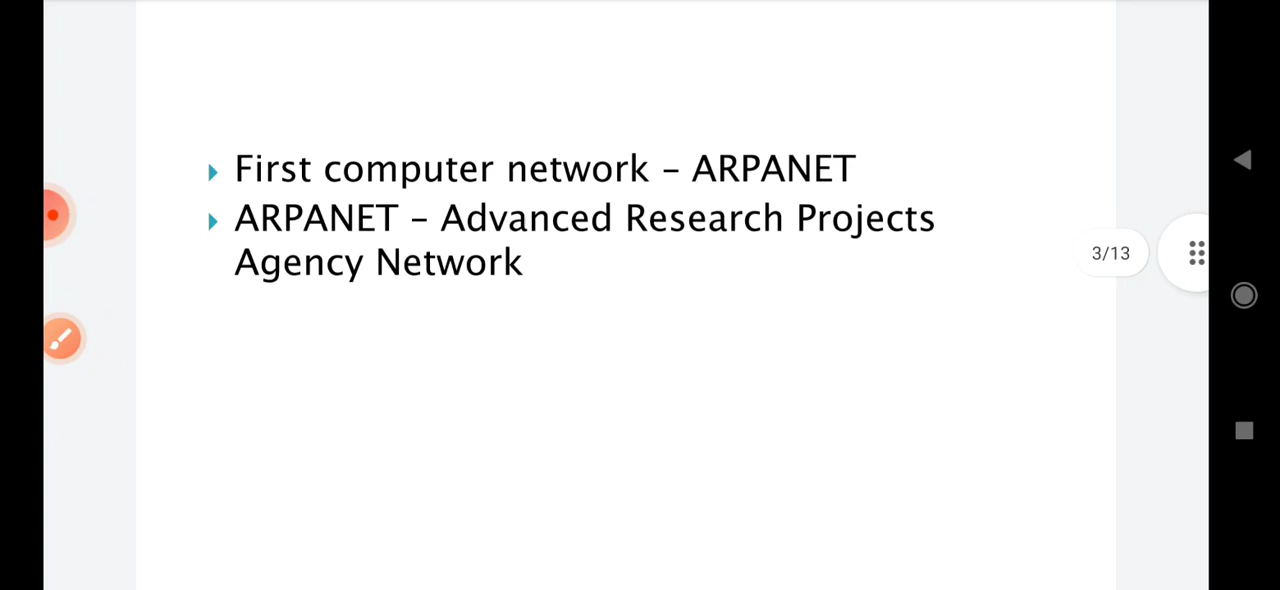 First computer network – ARPANET
ARPANET – Advanced Research Projects
Agency Network
3/13